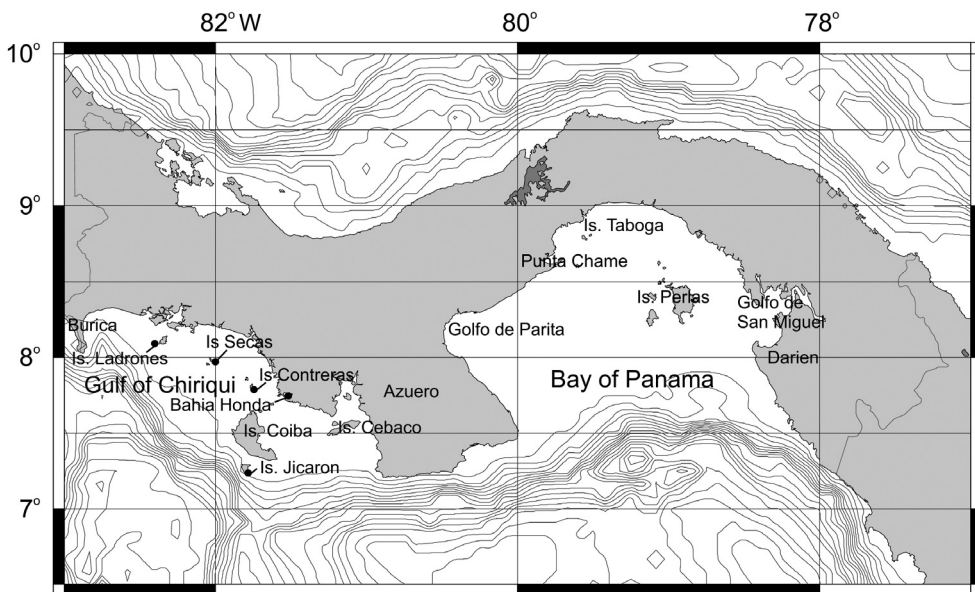 82° W
80°
78°
10°
9°
8°
7°
Is. Taboga
Punta Chame
Is. Perlas
Golfo de
San Miguel
Burica
Golfo de Parita
Is Secas
Is. Ladrones
Darien
Is Contreras
Gulf of Chiriqui
Bay of Panama
Azuero
Bahia Honda
Is. Coiba
Is. Cebaco
Is. Jicaron